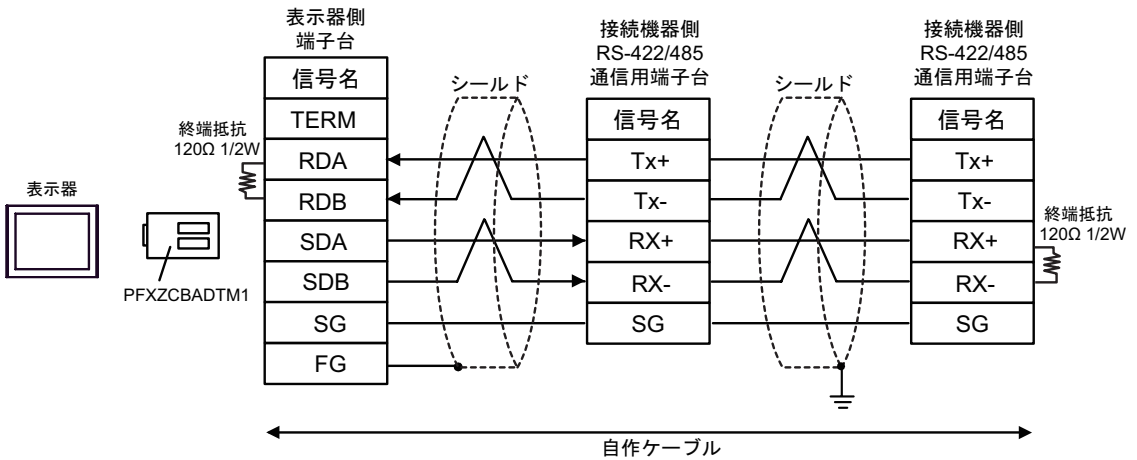 表示器
PFXZCBADTM1
終端抵抗
120Ω 1/2W
表示器側
端子台
信号名
TERM
RDA
RDB
SDA
SDB
SG
FG
シールド
接続機器側
RS-422/485
通信用端子台
信号名
Tx+
Tx-
RX+
RX-
SG
シールド
接続機器側
RS-422/485
通信用端子台
信号名
Tx+
Tx-
RX+
RX-
SG
終端抵抗
120Ω 1/2W
自作ケーブル